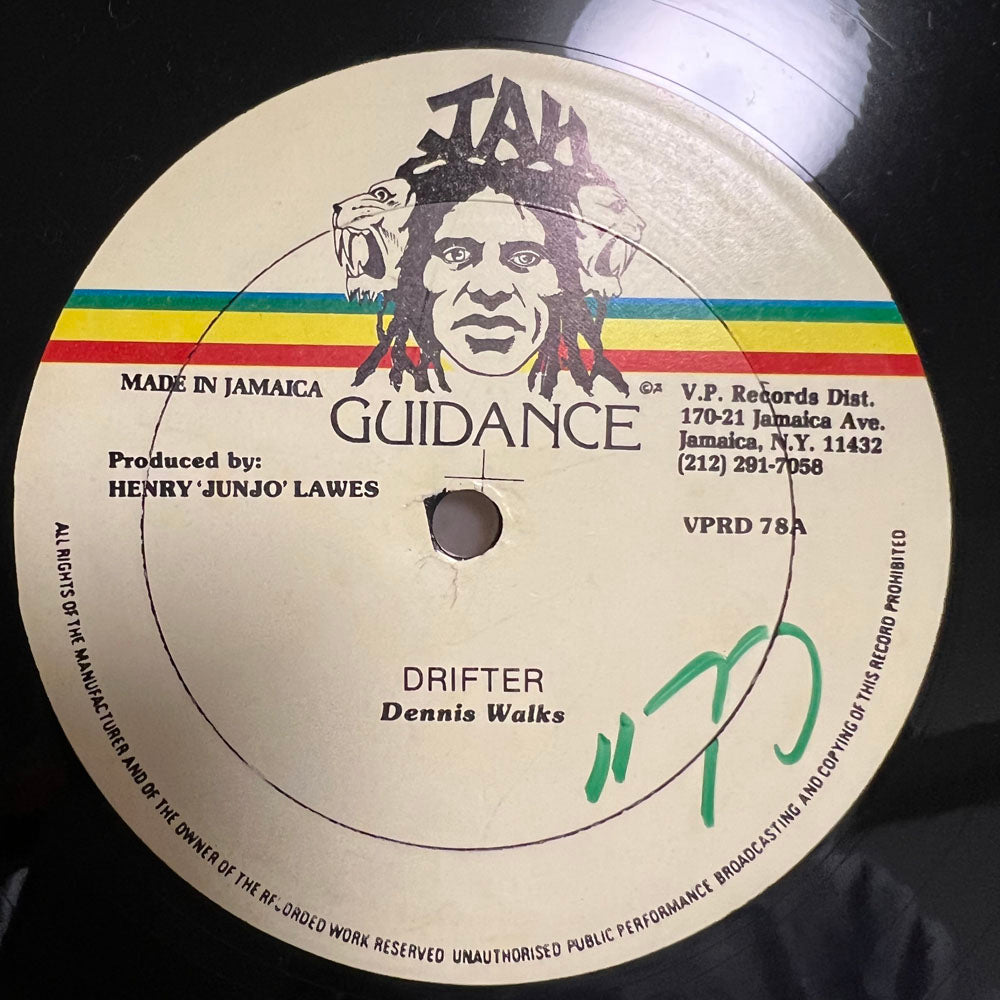 JAH
GUIDANCE
MADE IN JAMAICA
Produced by:
HENRY ‘JUNJO’ LAWES
V.P. Records Dist.
170-21 Jamaica Ave.
Jamaica, N.Y. 11432
(212) 291-7058
VPRD 78A
DRIFTER
Dennis Walks
ALL RIGHTS OF THE MANUFACTURER AND OF THE OWNER OF THE RECORDED WORK RESERVED UNAUTHORISED PUBLIC PERFORMANCE BROADCASTING AND COPYING OF THIS RECORD PROHIBITED